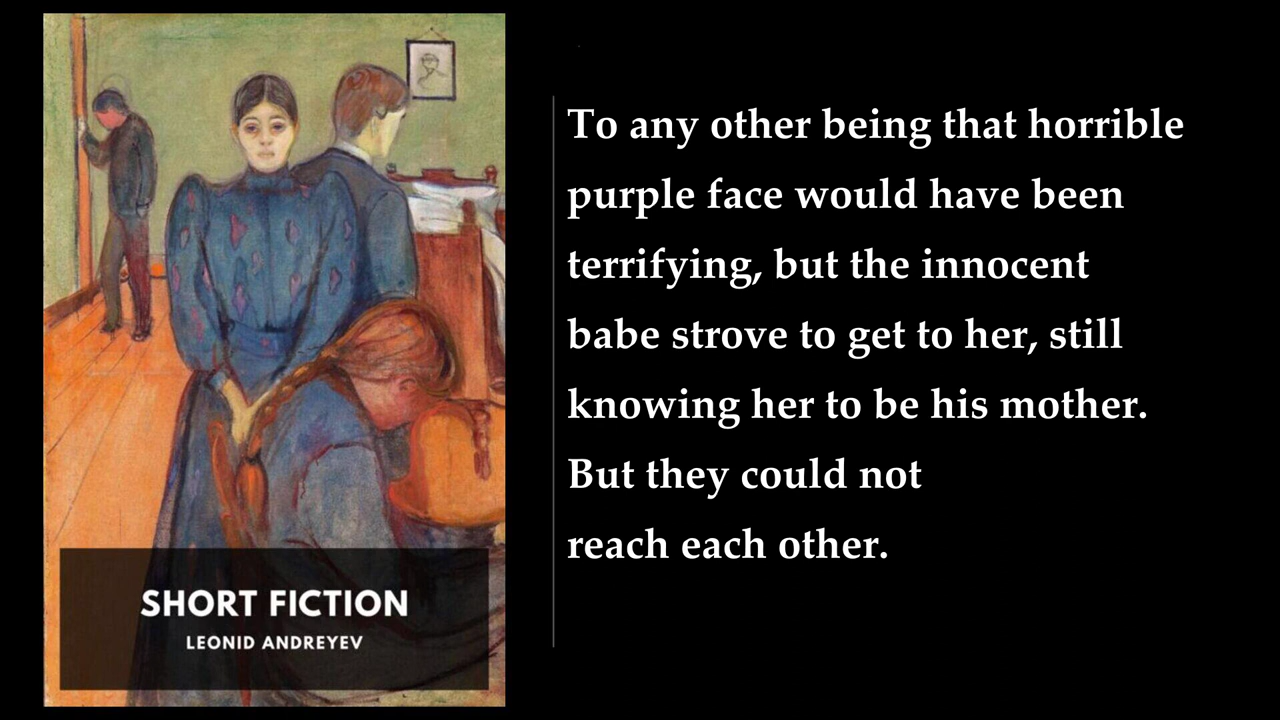 SHORT FICTION
LEONID ANDREYEV
To any other being that horrible
purple face would have been
terrifying, but the innocent
babe strove to get to her, still
knowing her to be his mother.
But they could not
reach each other.